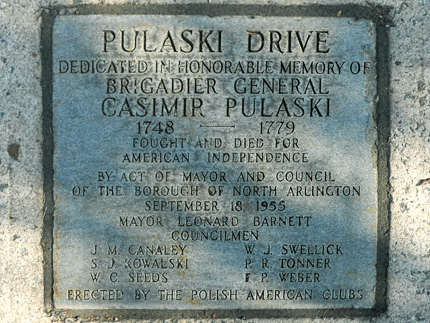 PULASKI DRIVE
DEDICATED IN HONORABLE MEMORY OF
BRIGADIER GENERAL
CASIMIR PULASKI
1748 — 1779
FOUGHT AND DIED FOR
AMERICAN INDEPENDENCE
BY ACT OF MAYOR AND COUNCIL
OF THE BOROUGH OF NORTH ARLINGTON
SEPTEMBER 18, 1955
MAYOR LEONARD BARNETT
COUNCILMEN
J. M. CANALEY W. J. SWELLICK
S. J. KOWALSKI P. R. TONNER
W. C. SEEDS F. P. WEBER
ERECTED BY THE POLISH AMERICAN CLUBS